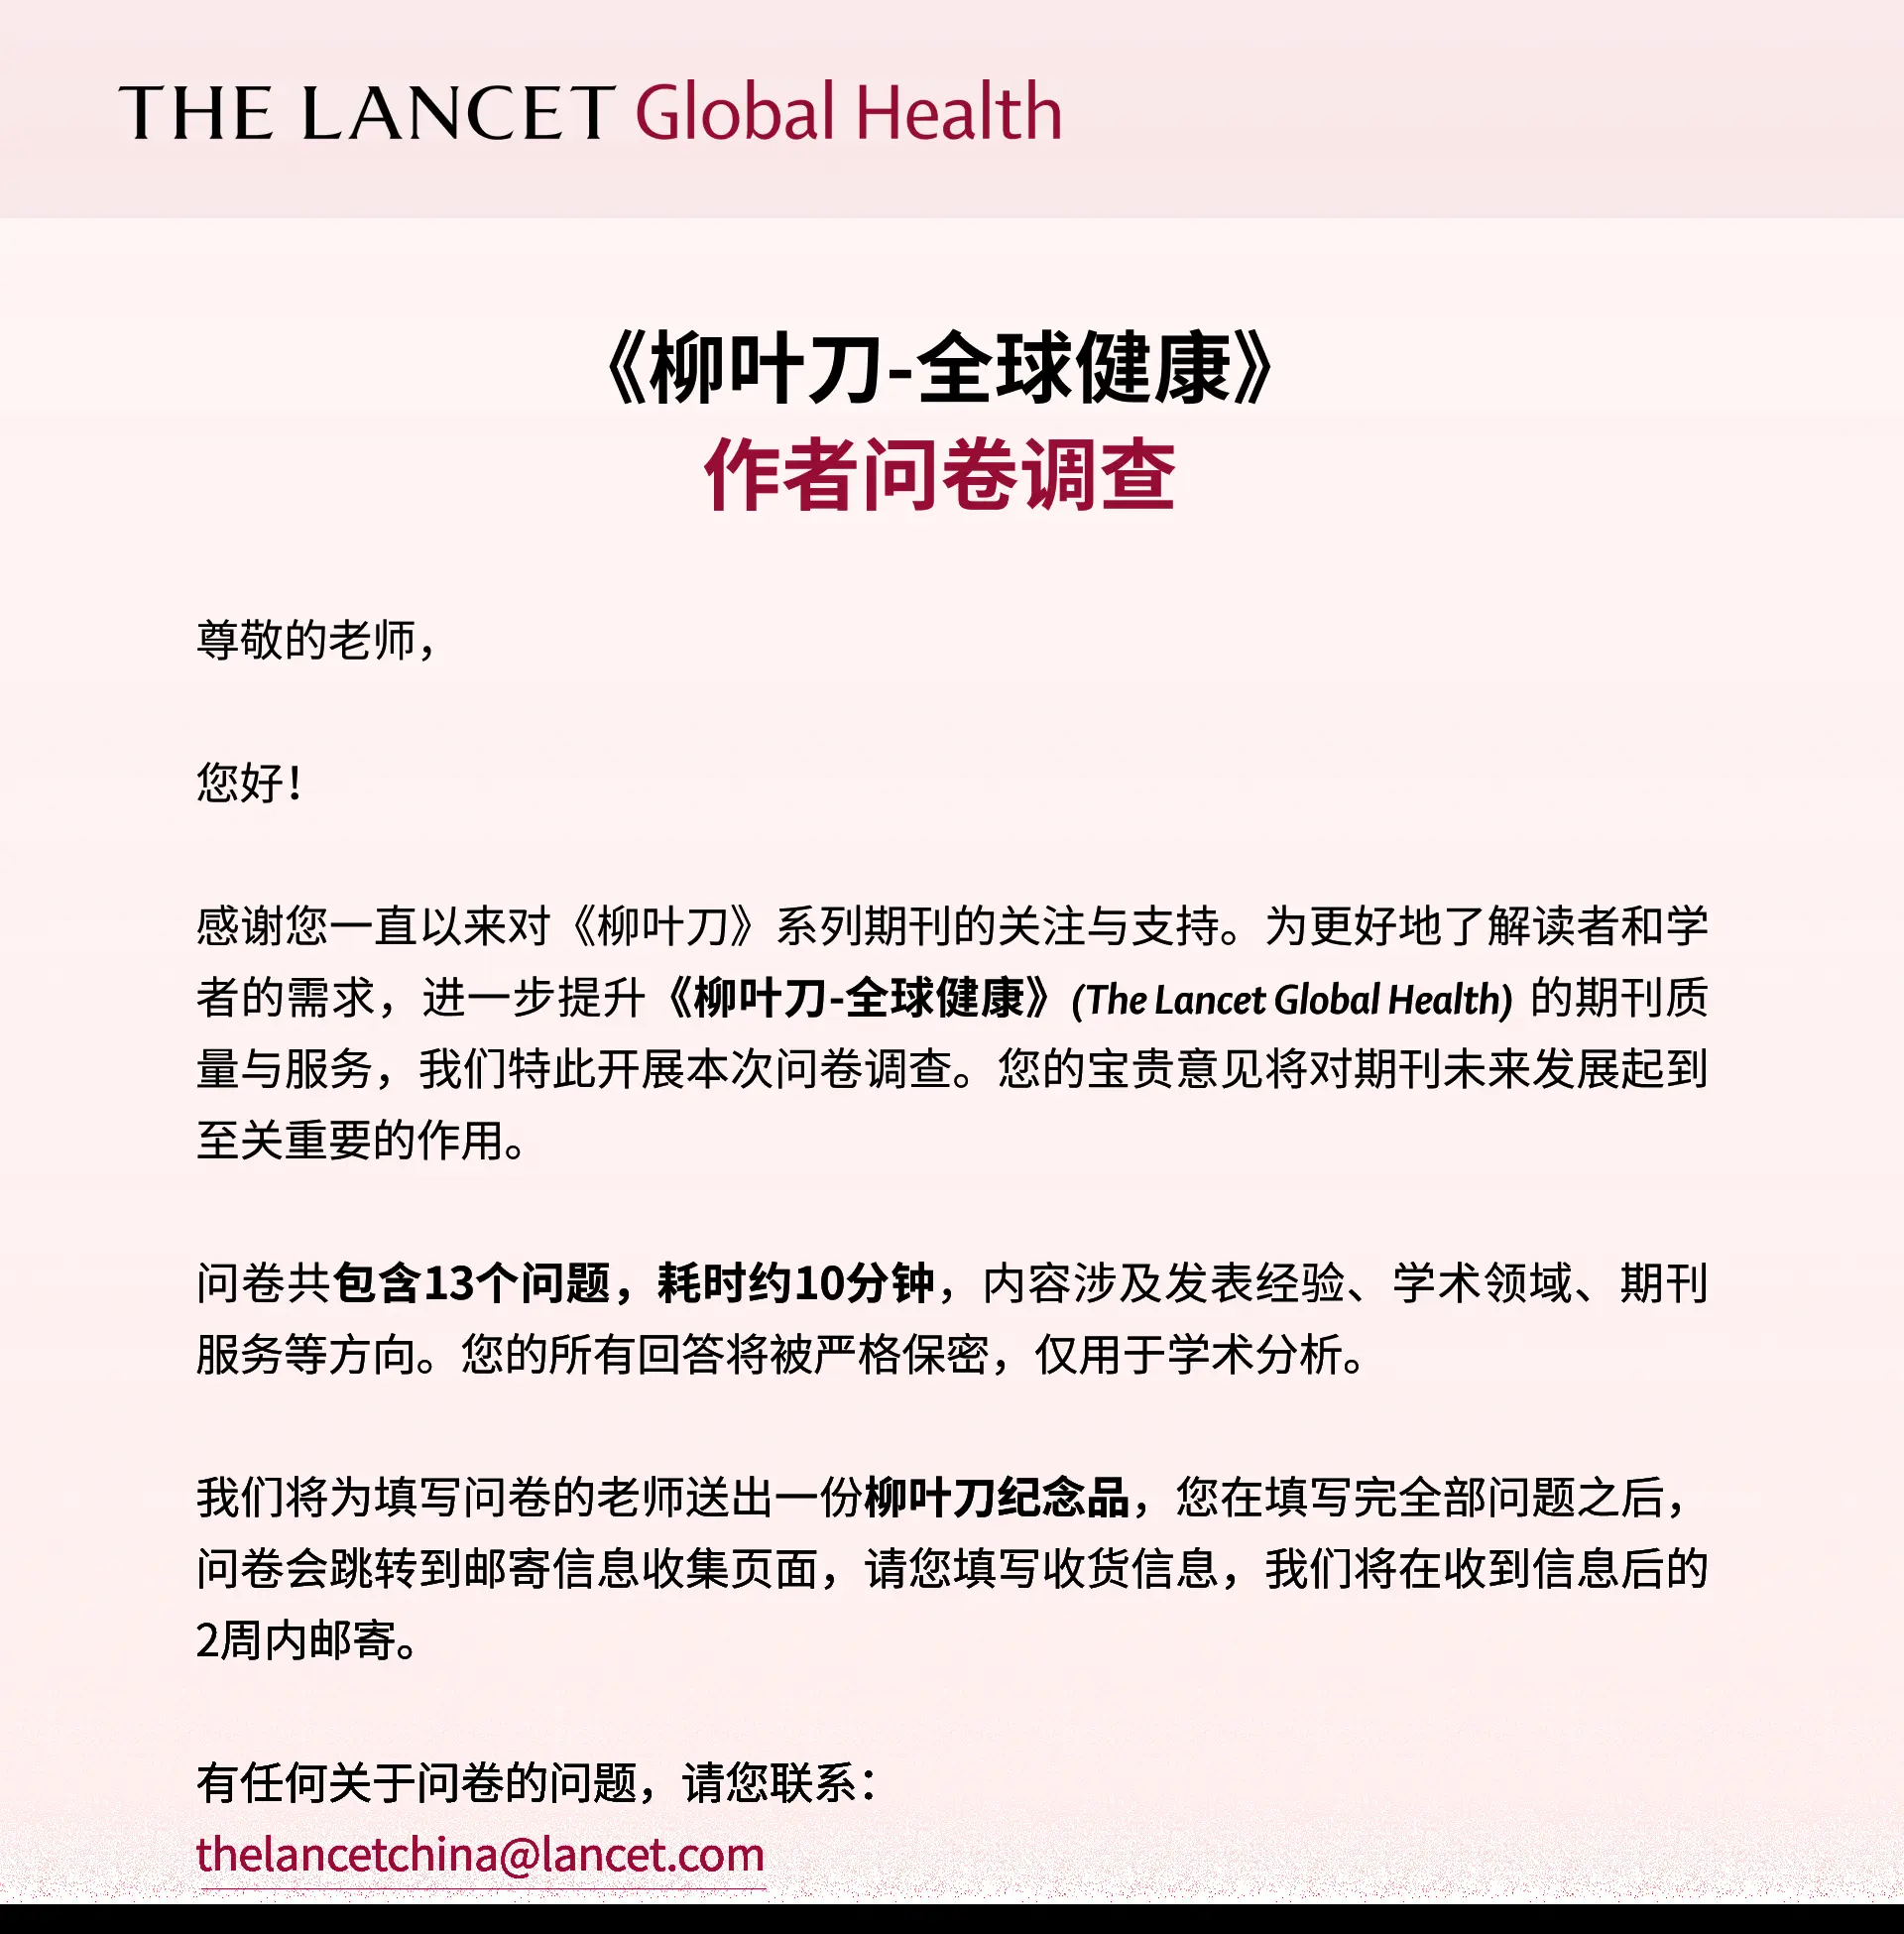 THE LANCET Global Health
《柳叶刀-全球健康》
作者问卷调查
尊敬的老师，
您好！
感谢您一直以来对《柳叶刀》系列期刊的关注与支持。为更好地了解读者和学
者的需求，进一步提升《柳叶刀-全球健康》(The Lancet Global Health) 的期刊质
量与服务，我们特此开展本次问卷调查。您的宝贵意见将对期刊未来发展起到
至关重要的作用。
问卷共包含13个问题，耗时约10分钟，内容涉及发表经验、学术领域、期刊
服务等方向。您的所有回答将被严格保密，仅用于学术分析。
我们将为填写问卷的老师送出一份柳叶刀纪念品，您在填写完全部问题之后，
问卷会跳转到邮寄信息收集页面，请您填写收货信息，我们将在收到信息后的
2周内邮寄。
有任何关于问卷的问题，请您联系：
thelancetchina@lancet.com